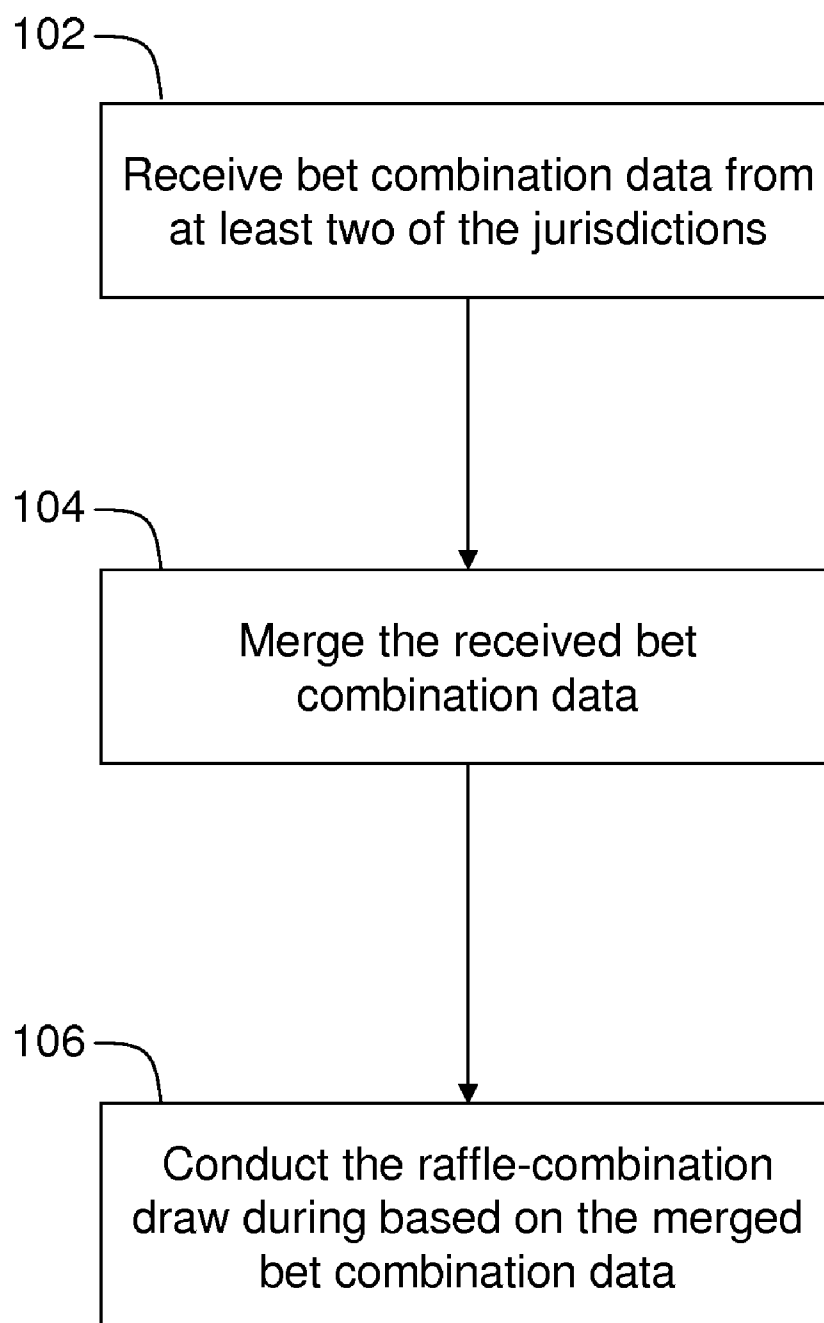 102
Receive bet combination data from
at least two of the jurisdictions
104
Merge the received bet
combination data
106
Conduct the raffle-combination
draw during based on the merged
bet combination data